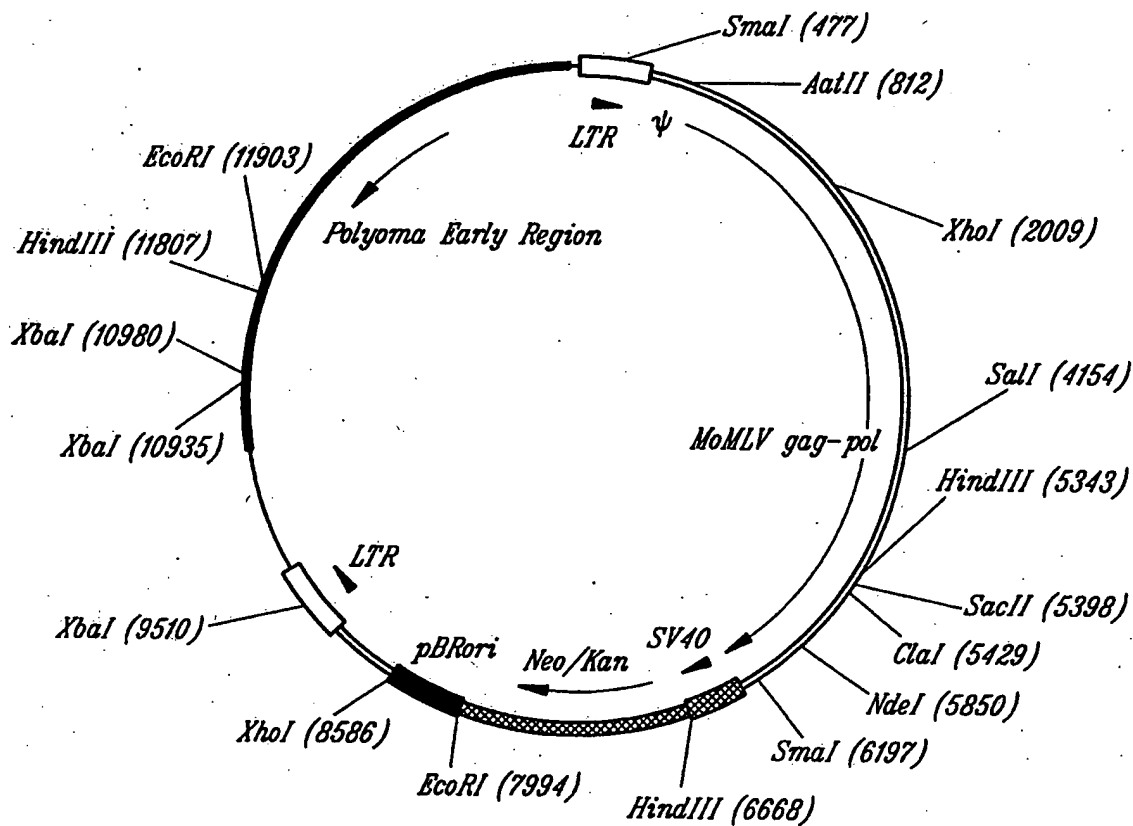 SmaI (477)
AatII (812)
LTR
ψ
EcoRI (11903)
XhoI (2009)
Polyoma Early Region
HindIII (11807)
XbaI (10980)
SalI (4154)
XbaI (10935)
MoMLV gag-pol
HindIII (5343)
LTR
SacII (5398)
XbaI (9510)
SV40
ClaI (5429)
pBRori
Neo/Kan
NdeI (5850)
XhoI (8586)
SmaI (6197)
EcoRI (7994)
HindIII (6668)